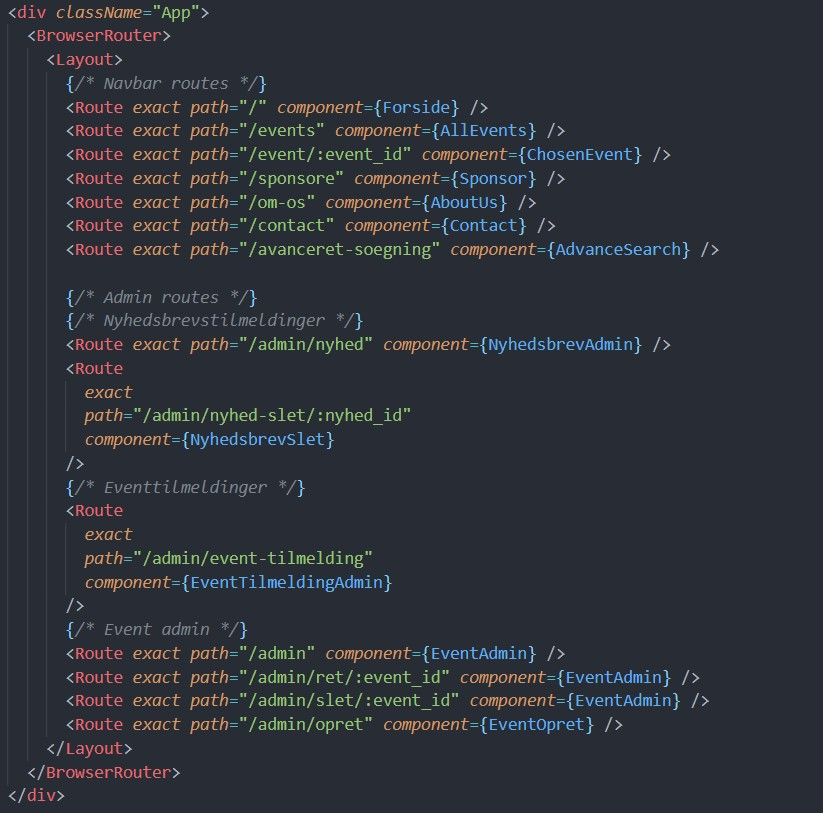 <div className="App">
<BrowserRouter>
<Layout>
{/* Navbar routes */}
<Route exact path="/" component={Forside} />
<Route exact path="/events" component={AllEvents} />
<Route exact path="/event/:event_id" component={ChosenEvent} />
<Route exact path="/sponsore" component={Sponsor} />
<Route exact path="/om-os" component={AboutUs} />
<Route exact path="/contact" component={Contact} />
<Route exact path="/avanceret-soegning" component={AdvanceSearch} />
{/* Admin routes */}
{/* Nyhedsbrevstilmeldinger */}
<Route exact path="/admin/nyhed" component={NyhedsbrevAdmin} />
<Route
exact
path="/admin/nyhed-slet/:nyhed_id"
component={NyhedsbrevSlet}
/>
{/* Eventtilmeldinger */}
<Route
exact
path="/admin/event-tilmelding"
component={EventTilmeldingAdmin}
/>
{/* Event admin */}
<Route exact path="/admin" component={EventAdmin} />
<Route exact path="/admin/ret/:event_id" component={EventAdmin} />
<Route exact path="/admin/slet/:event_id" component={EventAdmin} />
<Route exact path="/admin/opret" component={EventOpret} />
</Layout>
</BrowserRouter>
</div>